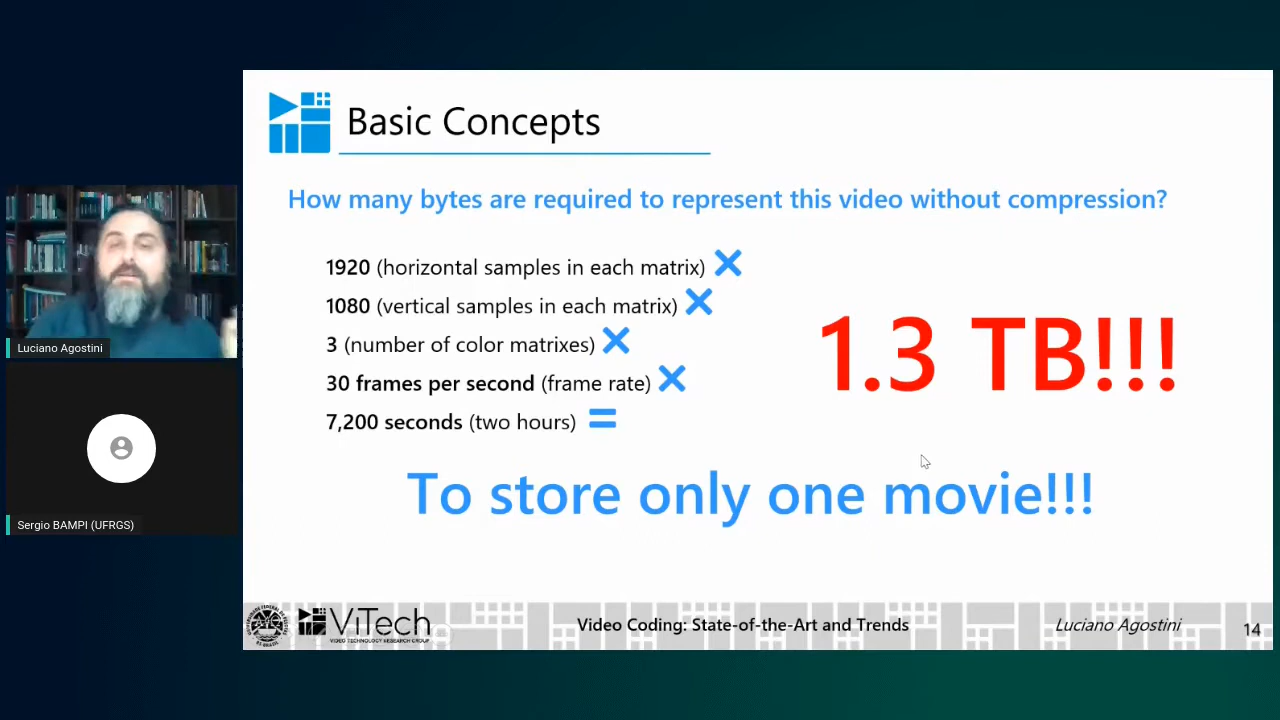 Basic Concepts
How many bytes are required to represent this video without compression?
1920 (horizontal samples in each matrix) ×
1080 (vertical samples in each matrix) ×
3 (number of color matrixes) ×
30 frames per second (frame rate) ×
7,200 seconds (two hours) =
1.3 TB!!!
To store only one movie!!!
Luciano Agostini
Sergio BAMPI (UFRGS)
ViTech
VIDEO TECHNOLOGY RESEARCH GROUP
Video Coding: State-of-the-Art and Trends
Luciano Agostini
14